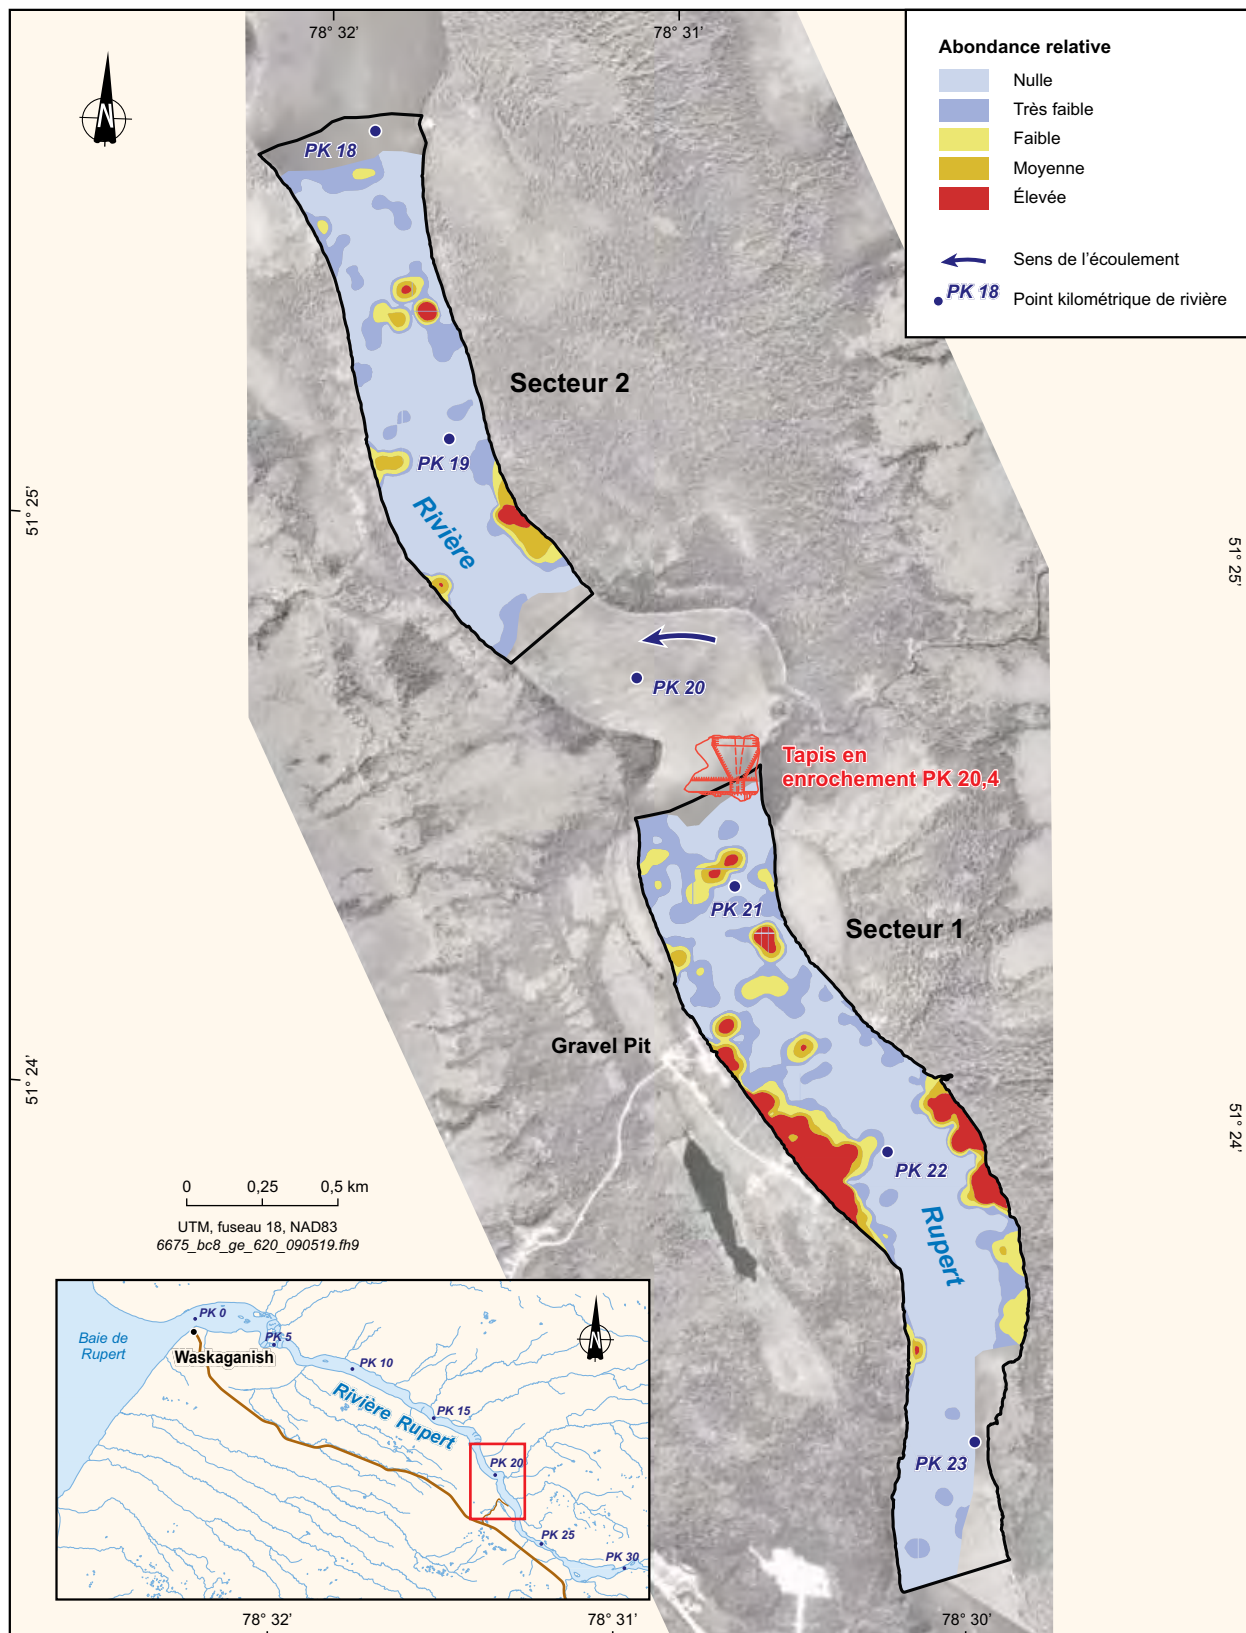 78° 32'
78° 31'
Abondance relative
Nulle
Très faible
Faible
Moyenne
Élevée
Sens de l'écoulement
PK 18
Point kilométrique de rivière
N
PK 18
Secteur 2
PK 19
Rivière
51° 25'
51° 25'
PK 20
Tapis en
enrochement PK 20,4
PK 21
Secteur 1
Gravel Pit
51° 24'
51° 24'
PK 22
Rupert
0 0,25 0,5 km
UTM, fuseau 18, NAD83
6675_bc8_ge_620_090519.fh9
PK 23
Baie de
Rupert
PK 0
Waskaganish
PK 5
PK 10
Rivière Rupert
PK 15
PK 20
PK 25
PK 30
N
78° 32'
78° 31'
78° 30'